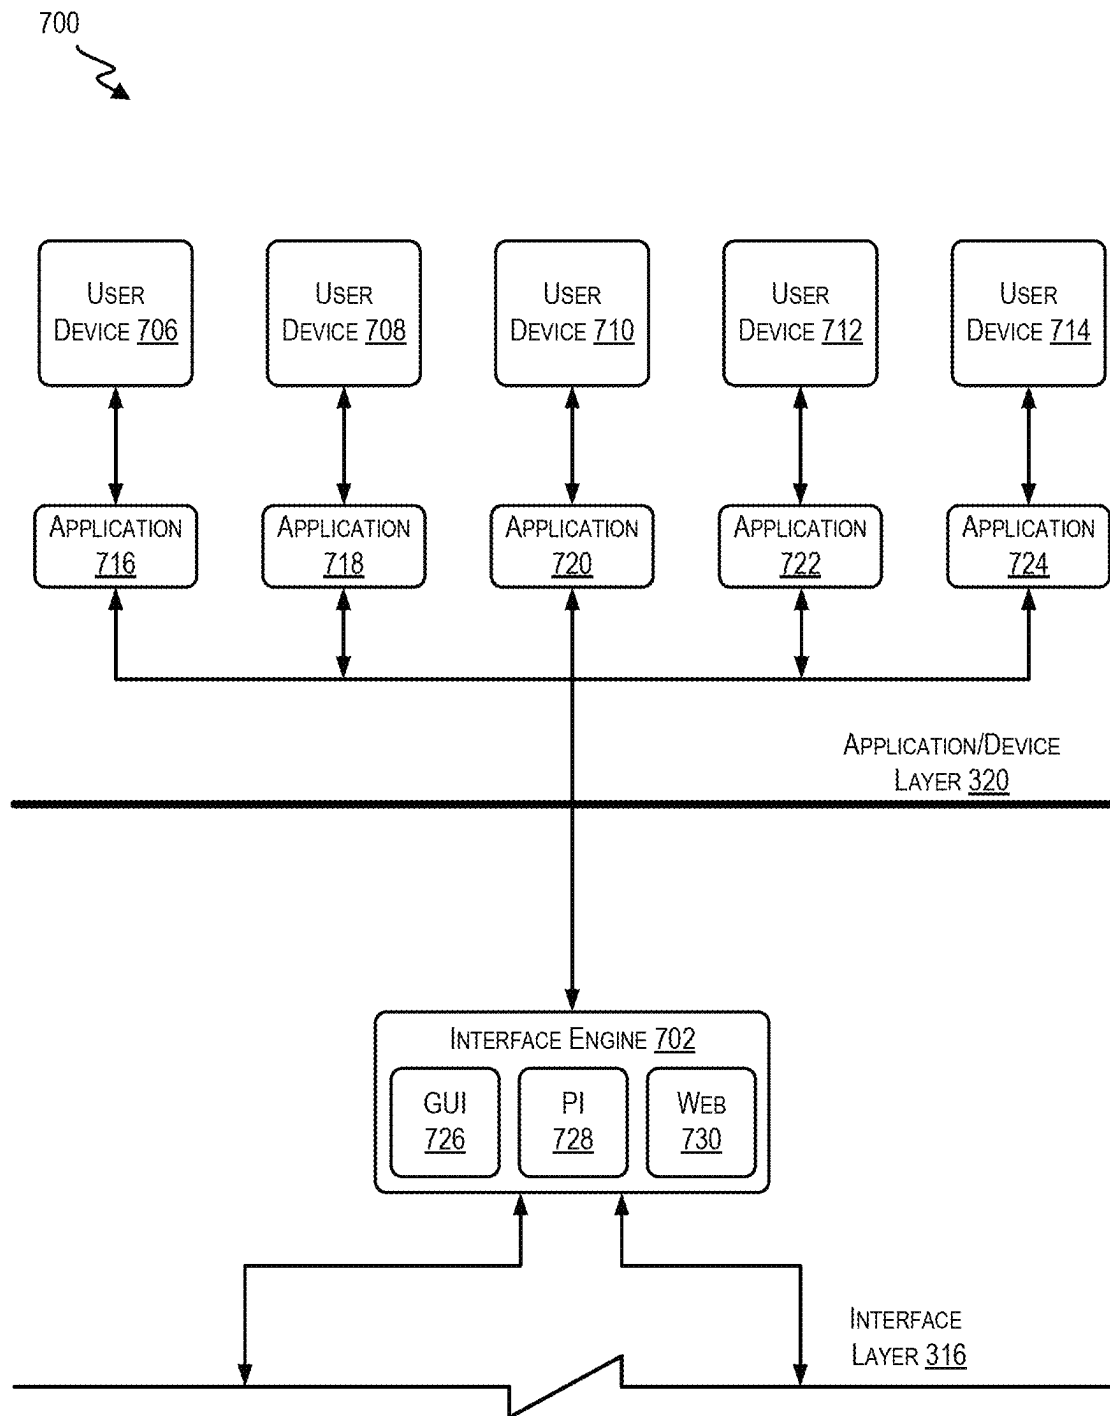 700
USER
DEVICE 706
USER
DEVICE 708
USER
DEVICE 710
USER
DEVICE 712
USER
DEVICE 714
APPLICATION
716
APPLICATION
718
APPLICATION
720
APPLICATION
722
APPLICATION
724
APPLICATION/DEVICE
LAYER 320
INTERFACE ENGINE 702
GUI
726
PI
728
WEB
730
INTERFACE
LAYER 316